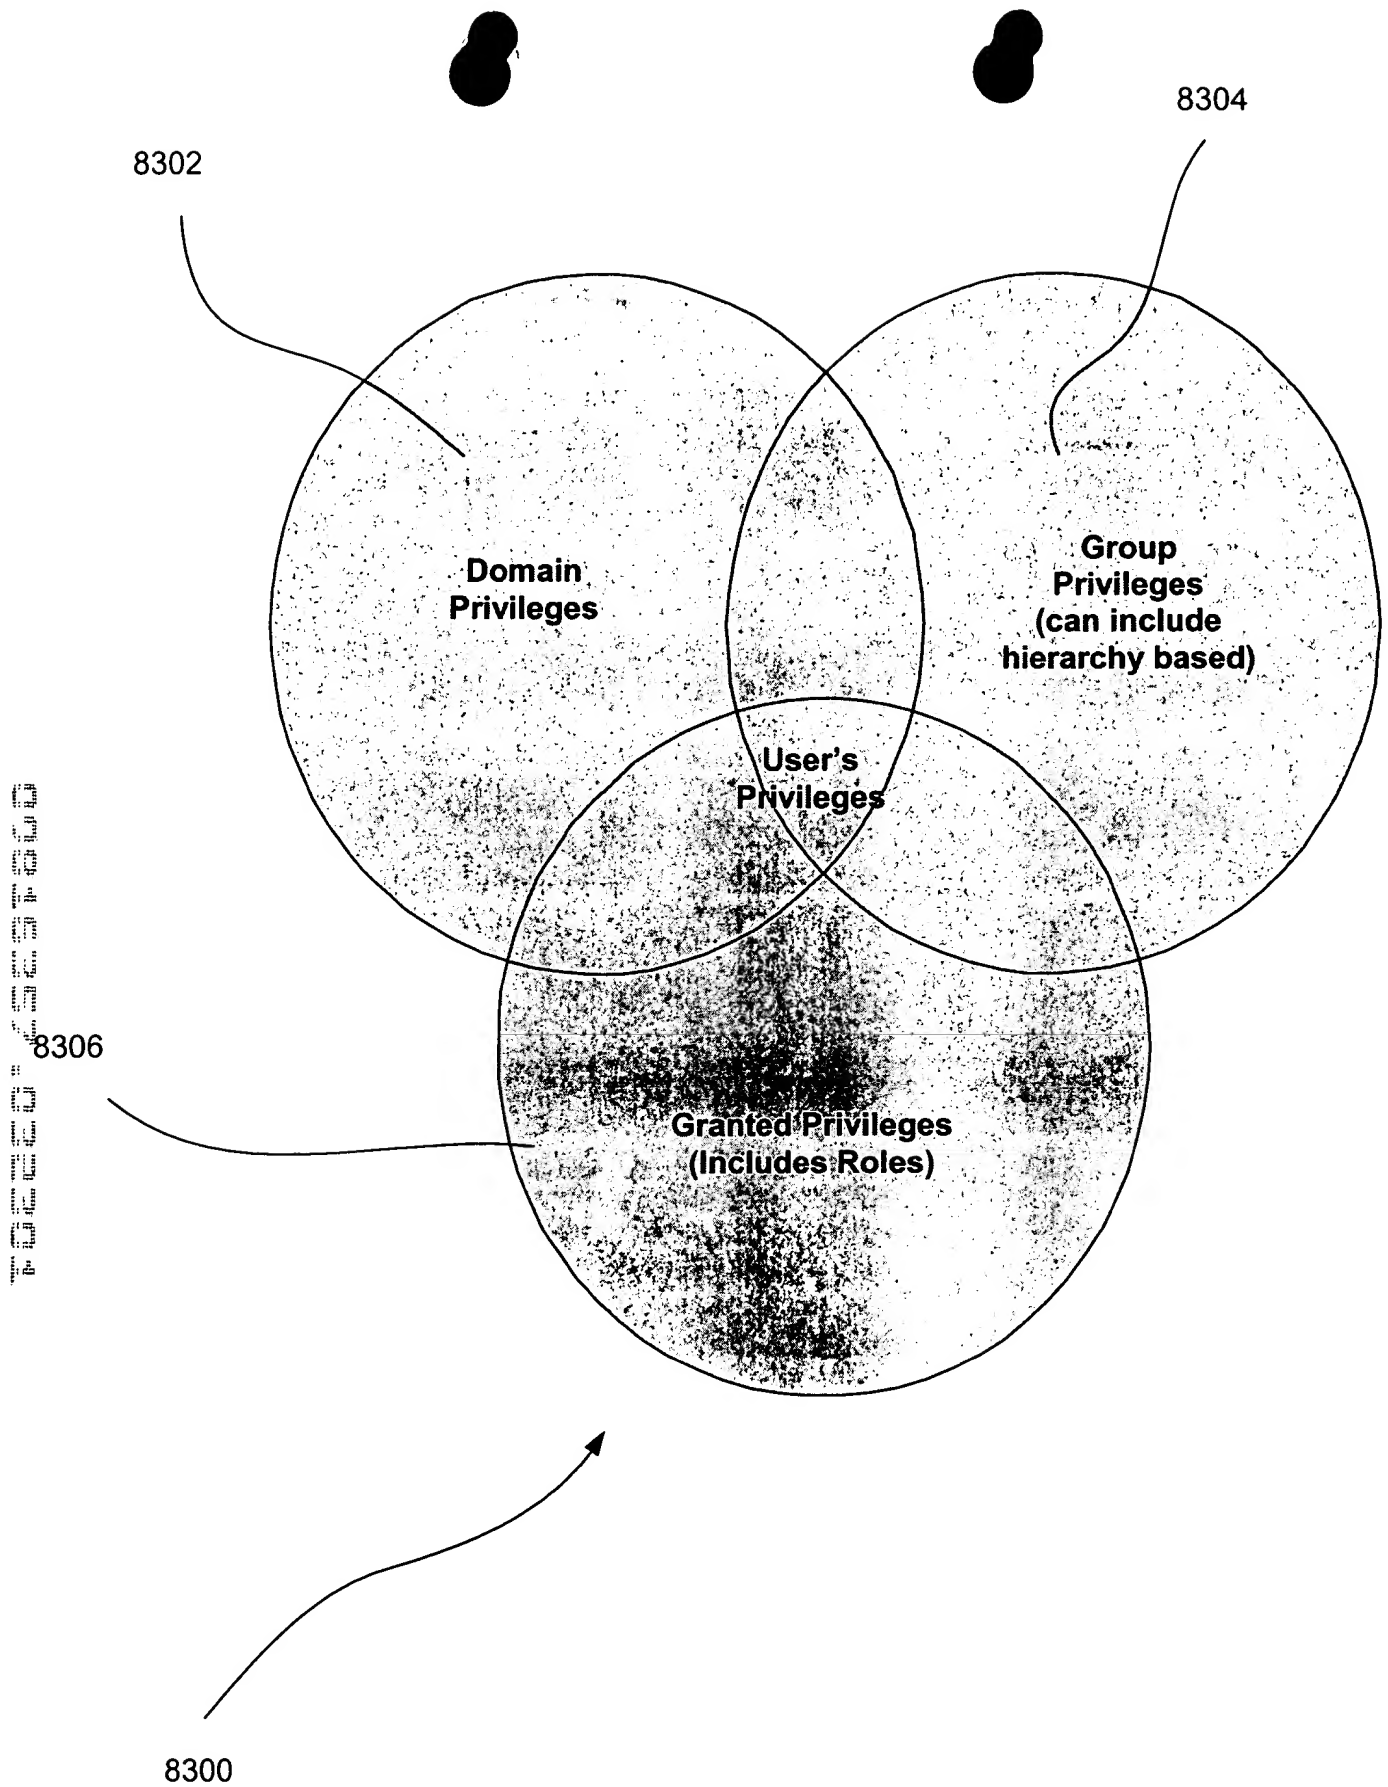 8304
8302
Group
Privileges
(can include
hierarchy based)
Domain
Privileges
User's
Privileges
8306
Granted Privileges
(Includes Roles)
8300